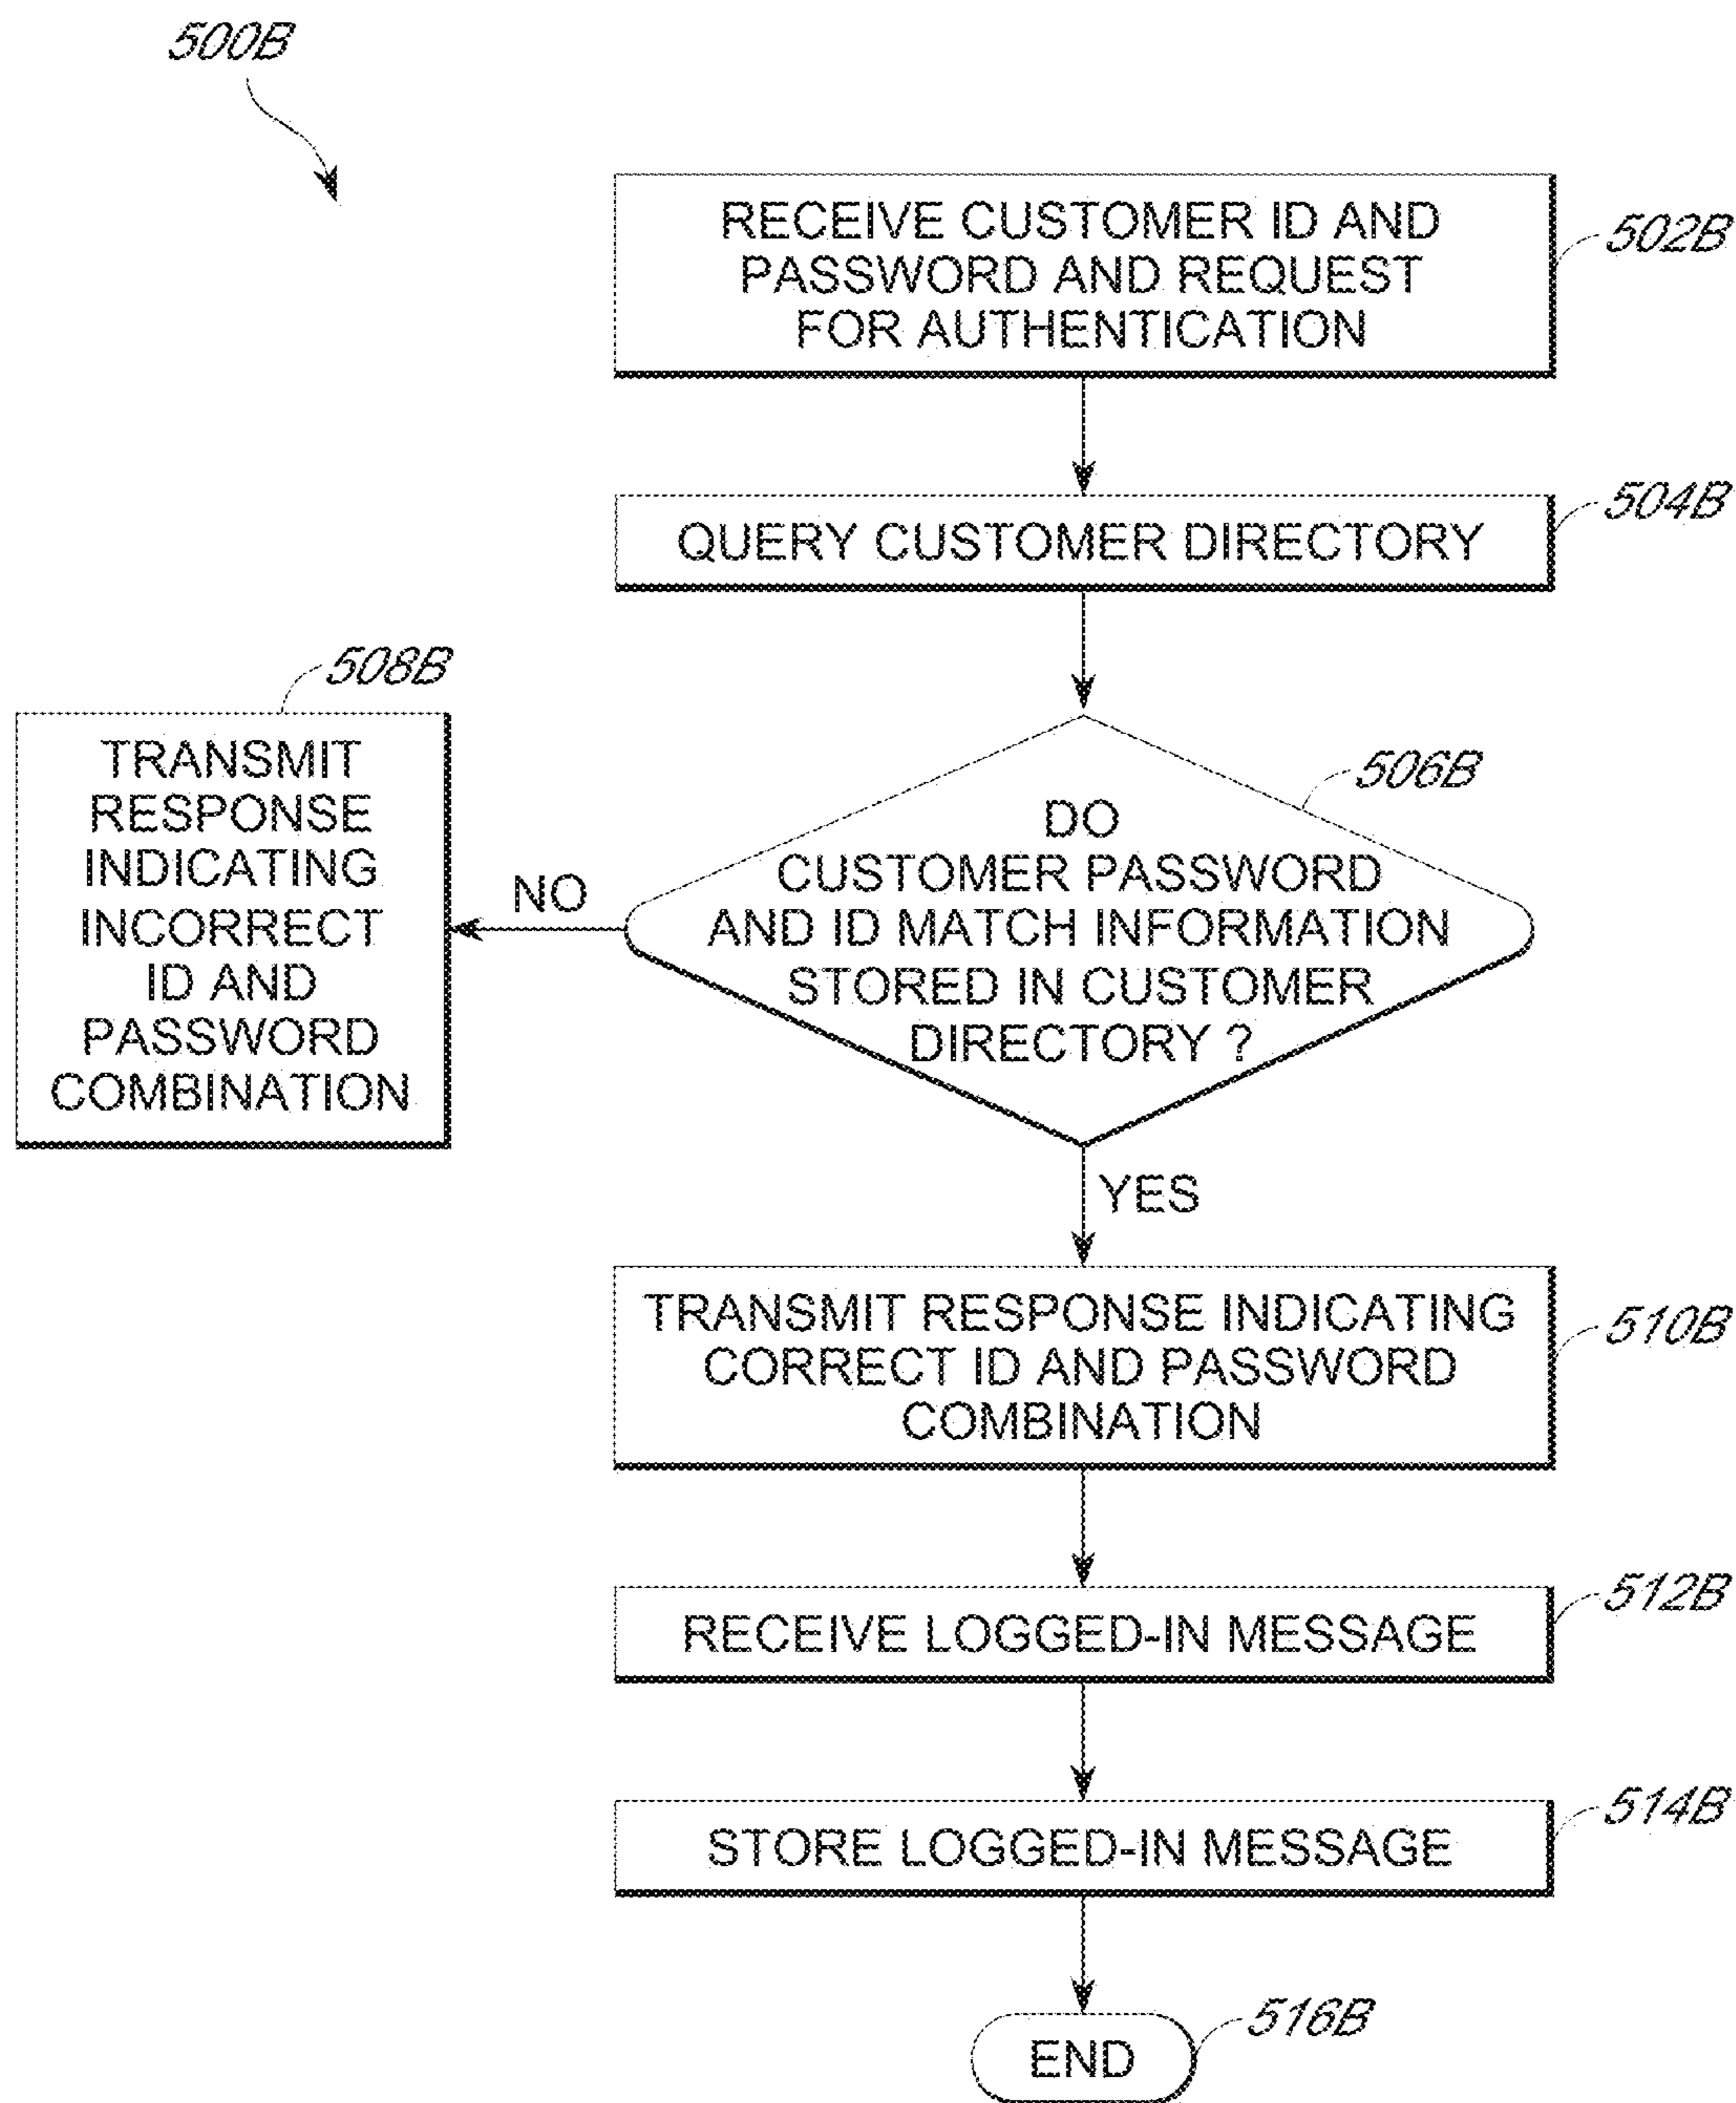 500B
RECEIVE CUSTOMER ID AND
PASSWORD AND REQUEST
FOR AUTHENTICATION
502B
QUERY CUSTOMER DIRECTORY
504B
DO
CUSTOMER PASSWORD
AND ID MATCH INFORMATION
STORED IN CUSTOMER
DIRECTORY ?
506B
NO
508B
TRANSMIT
RESPONSE
INDICATING
INCORRECT
ID AND
PASSWORD
COMBINATION
YES
TRANSMIT RESPONSE INDICATING
CORRECT ID AND PASSWORD
COMBINATION
510B
RECEIVE LOGGED-IN MESSAGE
512B
STORE LOGGED-IN MESSAGE
514B
END
516B